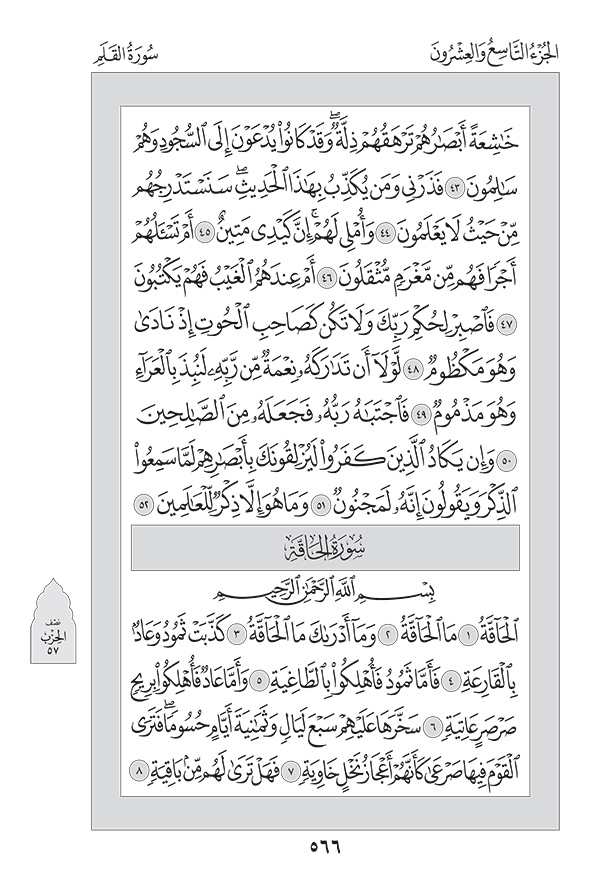 الجُزْءُ التَّاسِعُ وَالعِشْرُونَ
سُورَةُ القَلَمِ
خَٰشِعَةً أَبۡصَٰرُهُمۡ تَرۡهَقُهُمۡ ذِلَّةٞۖ وَقَدۡ كَانُواْ يُدۡعَوۡنَ إِلَى ٱلسُّجُودِ وَهُمۡ
سَٰلِمُونَ ٤٣ فَذَرۡنِي وَمَن يُكَذِّبُ بِهَٰذَا ٱلۡحَدِيثِۖ سَنَسۡتَدۡرِجُهُم
مِّنۡ حَيۡثُ لَا يَعۡلَمُونَ ٤٤ وَأُمۡلِي لَهُمۡۚ إِنَّ كَيۡدِي مَتِينٌ ٤٥ أَمۡ تَسۡـَٔلُهُمۡ
أَجۡرٗا فَهُم مِّن مَّغۡرَمٖ مُّثۡقَلُونَ ٤٦ أَمۡ عِندَهُمُ ٱلۡغَيۡبُ فَهُمۡ يَكۡتُبُونَ
٤٧ فَٱصۡبِرۡ لِحُكۡمِ رَبِّكَ وَلَا تَكُن كَصَاحِبِ ٱلۡحُوتِ إِذۡ نَادَىٰ
وَهُوَ مَكۡظُومٞ ٤٨ لَّوۡلَآ أَن تَدَٰرَكَهُۥ نِعۡمَةٞ مِّن رَّبِّهِۦ لَنُبِذَ بِٱلۡعَرَآءِ
وَهُوَ مَذۡمُومٞ ٤٩ فَٱجۡتَبَٰهُ رَبُّهُۥ فَجَعَلَهُۥ مِنَ ٱلصَّٰلِحِينَ
٥٠ وَإِن يَكَادُ ٱلَّذِينَ كَفَرُواْ لَيُزۡلِقُونَكَ بِأَبۡصَٰرِهِمۡ لَمَّا سَمِعُواْ
ٱلذِّكۡرَ وَيَقُولُونَ إِنَّهُۥ لَمَجۡنُونٞ ٥١ وَمَا هُوَ إِلَّا ذِكۡرٞ لِّلۡعَٰلَمِينَ ٥٢
سُورَةُ الحَاقَّةِ
بِسۡمِ ٱللَّهِ ٱلرَّحۡمَٰنِ ٱلرَّحِيمِ
ٱلۡحَآقَّةُ ١ مَا ٱلۡحَآقَّةُ ٢ وَمَآ أَدۡرَىٰكَ مَا ٱلۡحَآقَّةُ ٣ كَذَّبَتۡ ثَمُودُ وَعَادُۢ
بِٱلۡقَارِعَةِ ٤ فَأَمَّا ثَمُودُ فَأُهۡلِكُواْ بِٱلطَّاغِيَةِ ٥ وَأَمَّا عَادٞ فَأُهۡلِكُواْ بِرِيحٖ
صَرۡصَرٍ عَاتِيَةٖ ٦ سَخَّرَهَا عَلَيۡهِمۡ سَبۡعَ لَيَالٖ وَثَمَٰنِيَةَ أَيَّامٍ حُسُومٗاۖ فَتَرَى
ٱلۡقَوۡمَ فِيهَا صَرۡعَىٰ كَأَنَّهُمۡ أَعۡجَازُ نَخۡلٍ خَاوِيَةٖ ٧ فَهَلۡ تَرَىٰ لَهُم مِّنۢ بَاقِيَةٖ ٨
نصف
الحزب
٥٧
٥٦٦